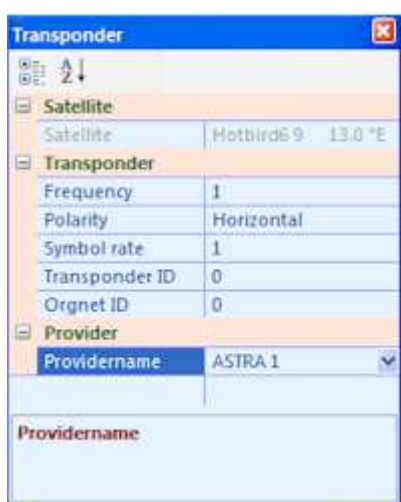 Transponder
A Z
Satellite
Satellite Hotbird6 9 13.0 °E
Transponder
Frequency 1
Polarity Horizontal
Symbol rate 1
Transponder ID 0
Orgnet ID 0
Provider
Providername ASTRA 1
Providername